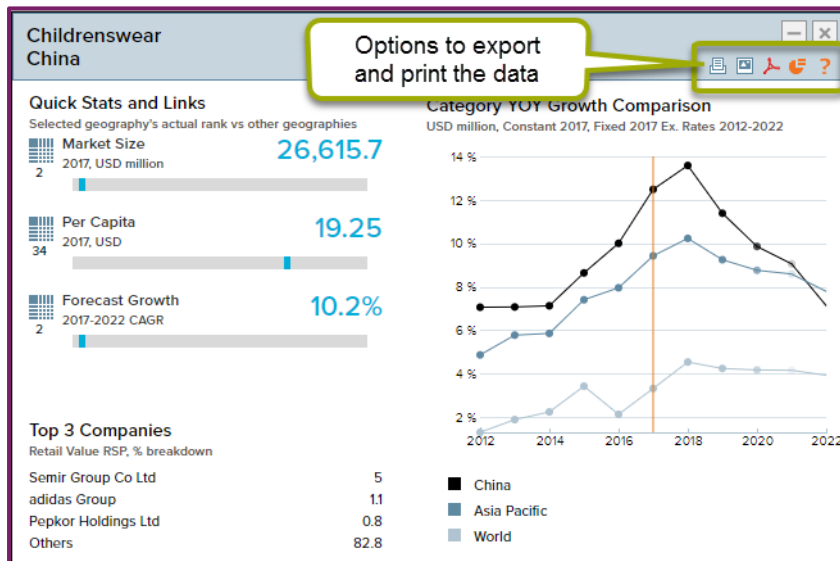 Childrenswear
China
Options to export
and print the data
?
Quick Stats and Links
Selected geography's actual rank vs other geographies
Market Size
2017, USD million
26,615.7
2
Per Capita
2017, USD
19.25
34
Forecast Growth
2017-2022 CAGR
10.2%
2
Top 3 Companies
Retail Value RSP, % breakdown
Semir Group Co Ltd 5
adidas Group 1.1
Pepkor Holdings Ltd 0.8
Others 82.8
Category YOY Growth Comparison
USD million, Constant 2017, Fixed 2017 Ex. Rates 2012-2022
14 %
12 %
10 %
8 %
6 %
4 %
2 %
2012 2014 2016 2018 2020 2022
China
Asia Pacific
World